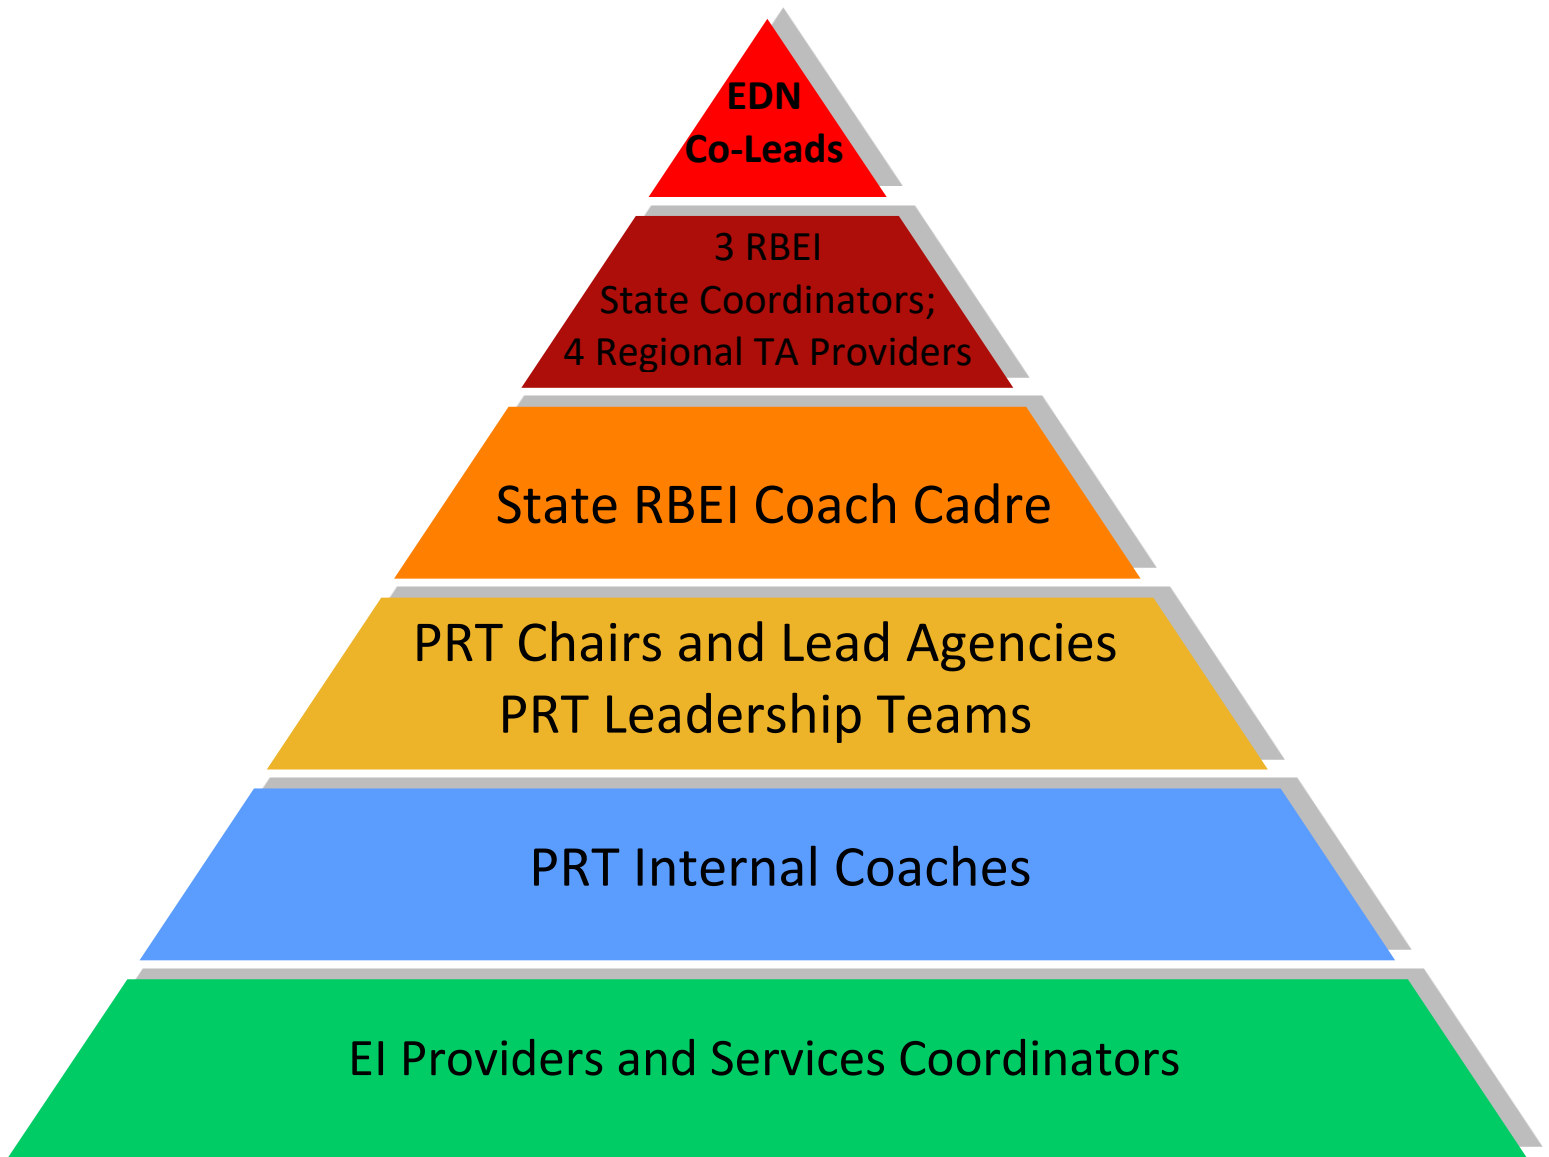 EDN
Co-Leads
3 RBEI
State Coordinators;
4 Regional TA Providers
State RBEI Coach Cadre
PRT Chairs and Lead Agencies
PRT Leadership Teams
PRT Internal Coaches
EI Providers and Services Coordinators